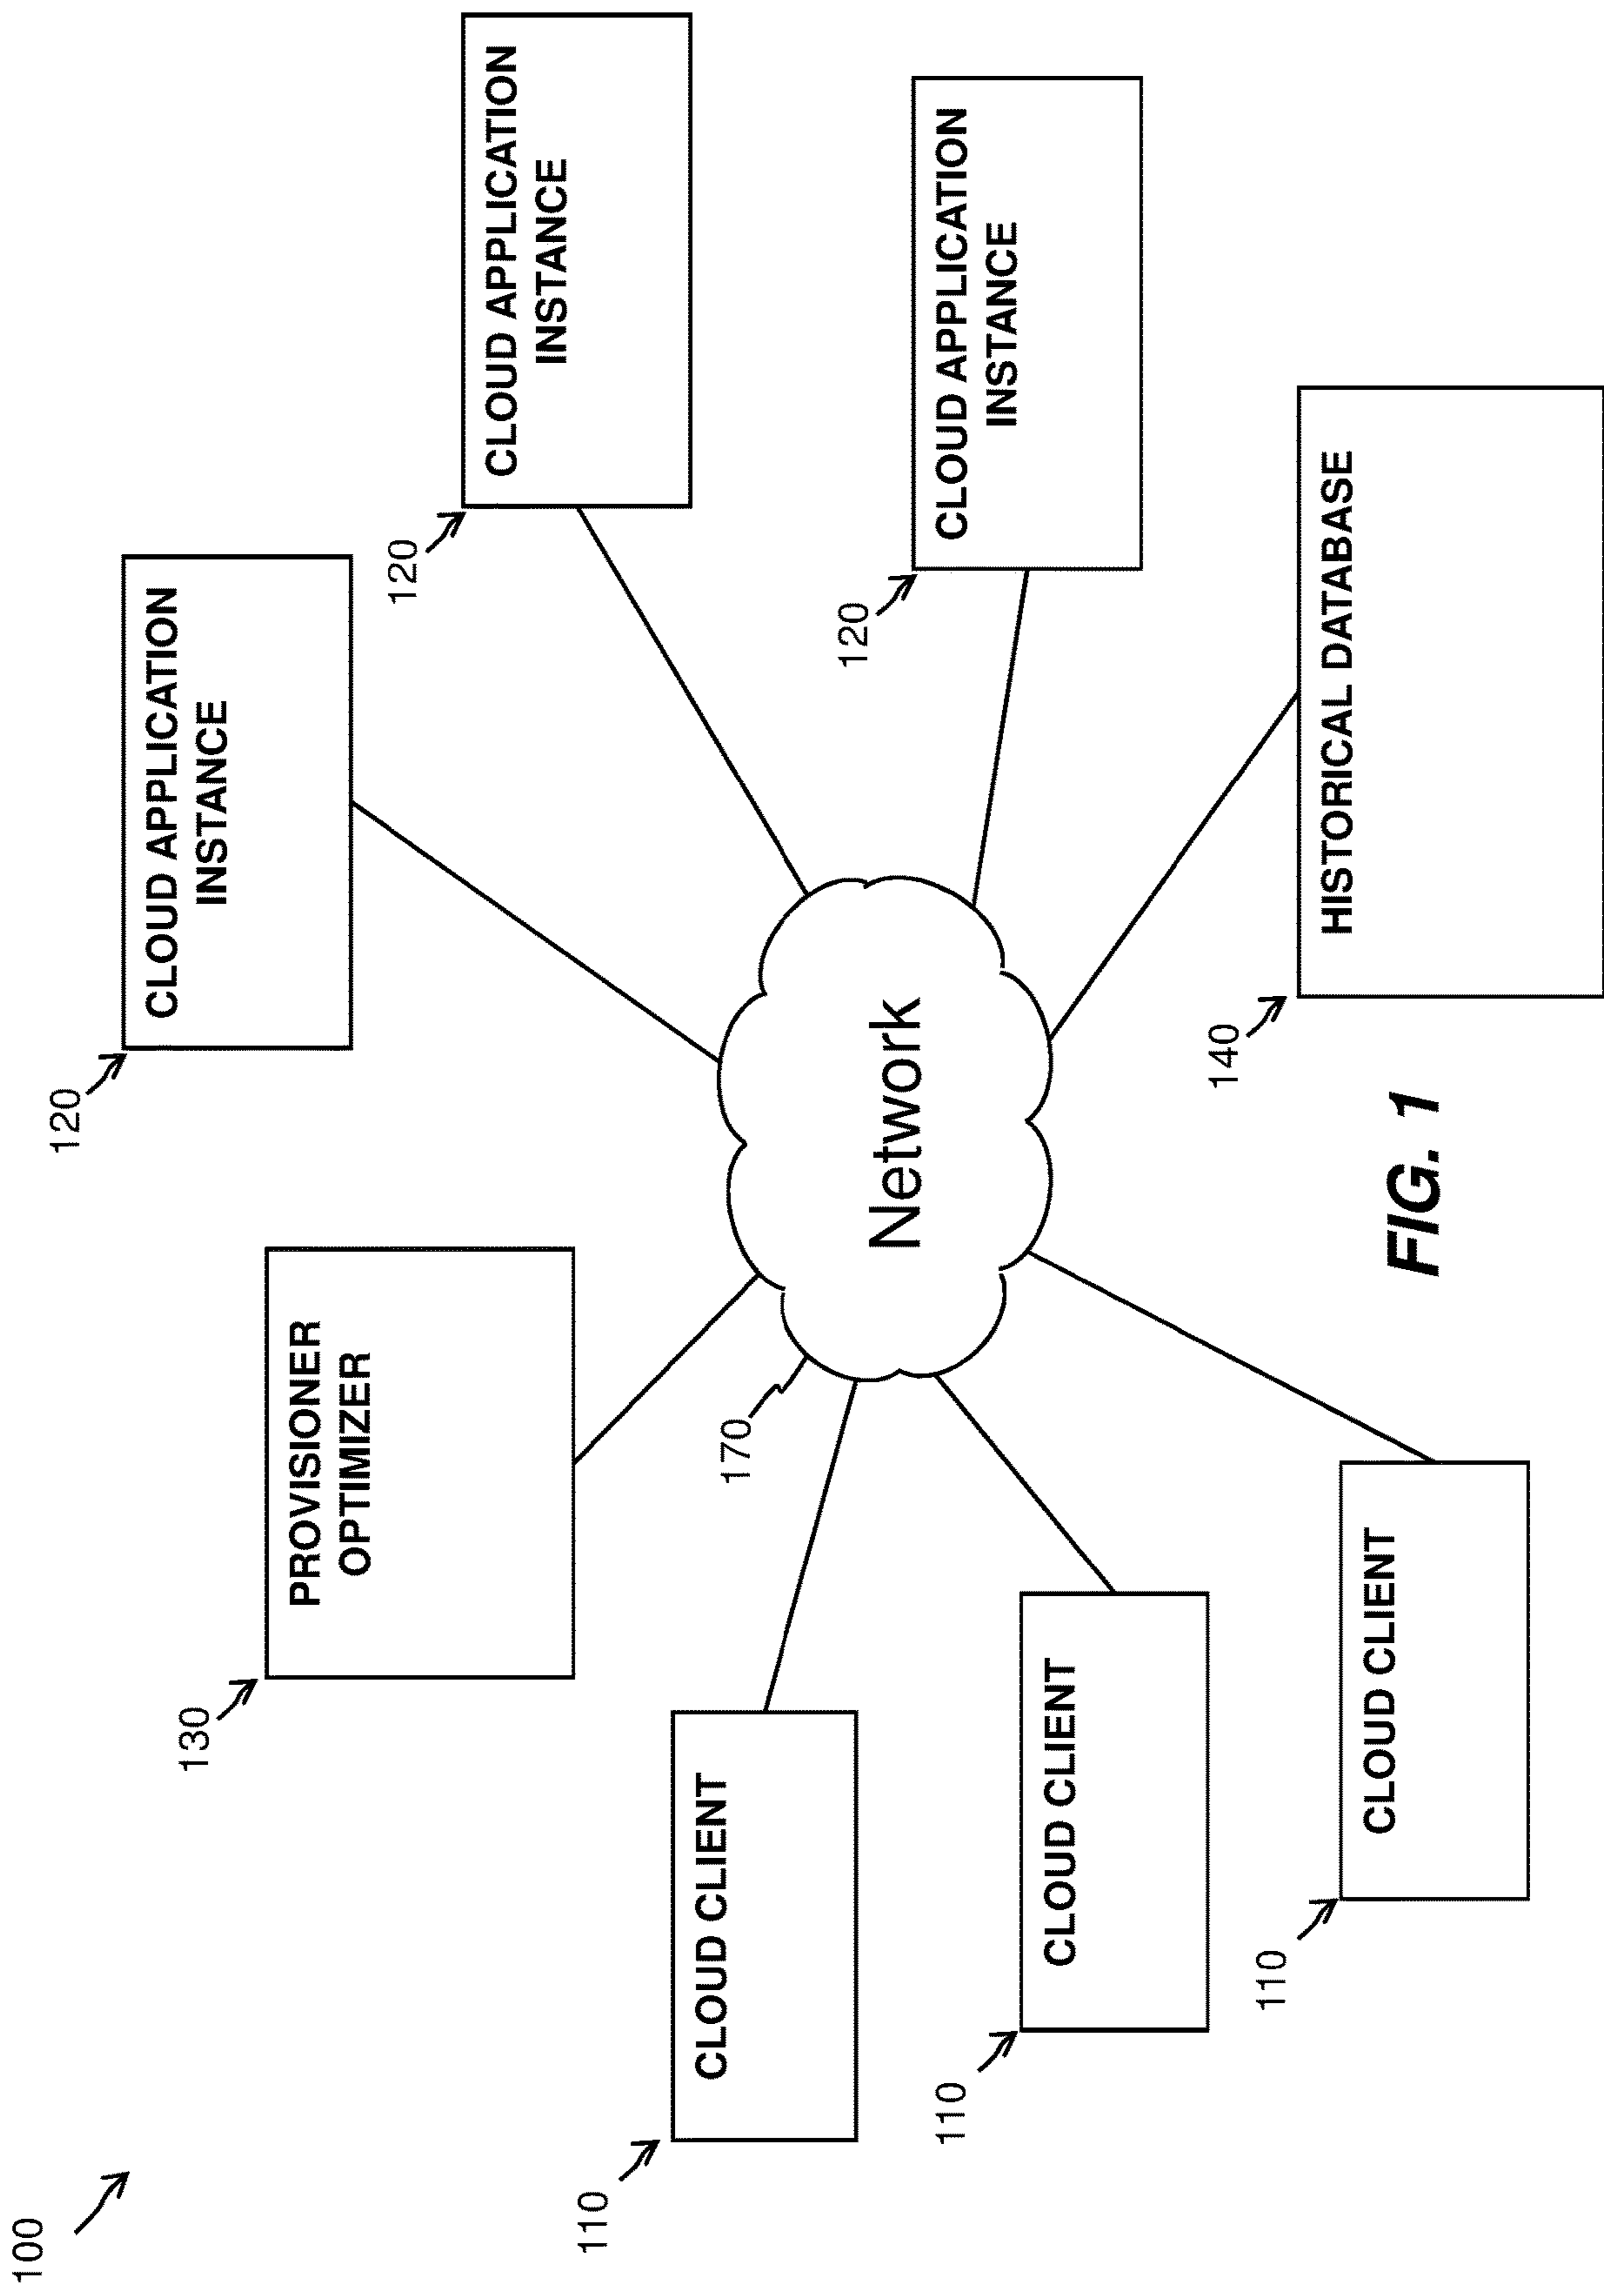 100
130
PROVISIONER
OPTIMIZER
120
CLOUD APPLICATION
INSTANCE
120
CLOUD APPLICATION
INSTANCE
110
CLOUD CLIENT
170
Network
120
CLOUD APPLICATION
INSTANCE
110
CLOUD CLIENT
110
CLOUD CLIENT
140
HISTORICAL DATABASE
FIG. 1